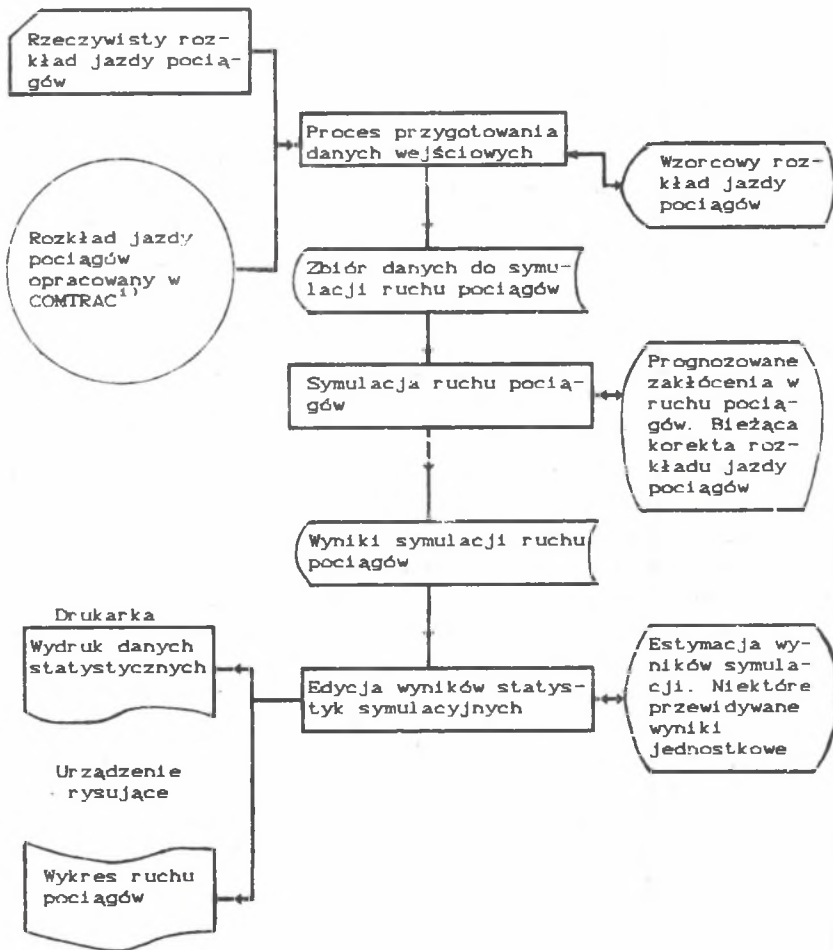 Rzeczywisty roz-
kład jazdy pocią-
gów
Proces przygotowania
danych wejściowych
Wzorcowy roz-
kład jazdy
pociągów
Rozkład jazdy
pociągów
opracowany w
COMTRAC¹⁾
Zbiór danych do symu-
lacji ruchu pociągów
Symulacja ruchu pocią-
gów
Prognozowane
zakłócenia w
ruchu pocią-
gów. Bieżąca
korekta roz-
kładu jazdy
pociągów
Wyniki symulacji ruchu
pociągów
Drukarka
Wydruk danych
statystycznych
Edycja wyników statys-
tyk symulacyjnych
Estymacja wy-
ników symula-
cji. Niektóre
przewidywane
wyniki
jednostkowe
Urządzenie
rysujące
Wykres ruchu
pociągów